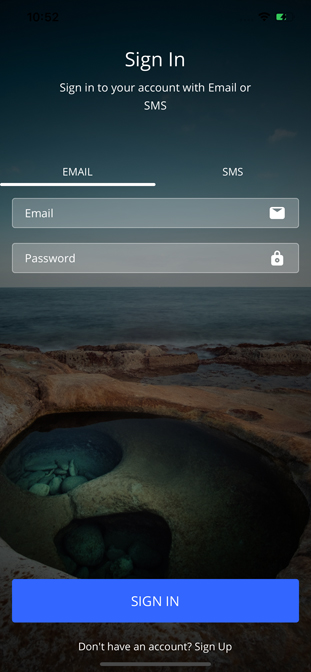 10:52
Sign In
Sign in to your account with Email or
SMS
EMAIL
SMS
Email
Password
SIGN IN
Don't have an account? Sign Up